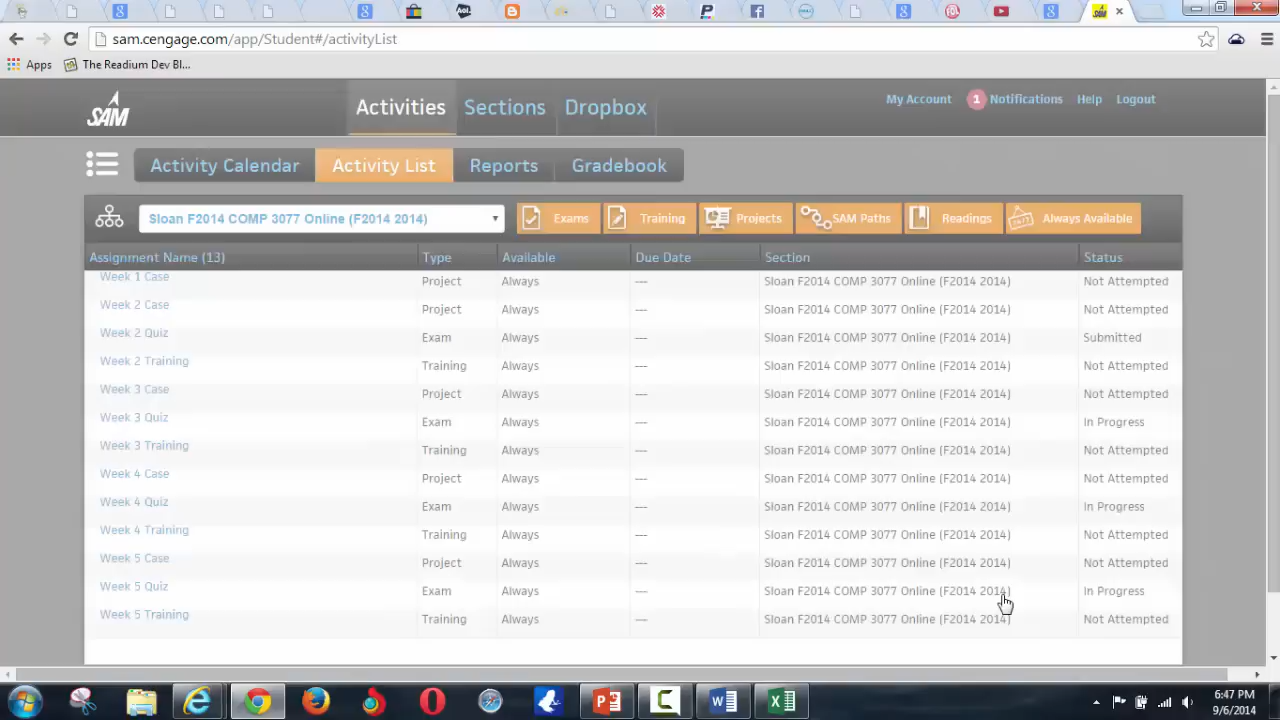 sam.cengage.com/app/Student#/activityList
Apps The Readium Dev Bl...
SAM
Activities Sections Dropbox
My Account 1 Notifications Help Logout
Activity Calendar Activity List Reports Gradebook
Sloan F2014 COMP 3077 Online (F2014 2014) Exams Training Projects SAM Paths Readings 24/7 Always Available
Assignment Name (13) Type Available Due Date Section Status
Week 1 Case Project Always --- Sloan F2014 COMP 3077 Online (F2014 2014) Not Attempted
Week 2 Case Project Always --- Sloan F2014 COMP 3077 Online (F2014 2014) Not Attempted
Week 2 Quiz Exam Always --- Sloan F2014 COMP 3077 Online (F2014 2014) Submitted
Week 2 Training Training Always --- Sloan F2014 COMP 3077 Online (F2014 2014) Not Attempted
Week 3 Case Project Always --- Sloan F2014 COMP 3077 Online (F2014 2014) Not Attempted
Week 3 Quiz Exam Always --- Sloan F2014 COMP 3077 Online (F2014 2014) In Progress
Week 3 Training Training Always --- Sloan F2014 COMP 3077 Online (F2014 2014) Not Attempted
Week 4 Case Project Always --- Sloan F2014 COMP 3077 Online (F2014 2014) Not Attempted
Week 4 Quiz Exam Always --- Sloan F2014 COMP 3077 Online (F2014 2014) In Progress
Week 4 Training Training Always --- Sloan F2014 COMP 3077 Online (F2014 2014) Not Attempted
Week 5 Case Project Always --- Sloan F2014 COMP 3077 Online (F2014 2014) Not Attempted
Week 5 Quiz Exam Always --- Sloan F2014 COMP 3077 Online (F2014 2014) In Progress
Week 5 Training Training Always --- Sloan F2014 COMP 3077 Online (F2014 2014) Not Attempted
6:47 PM
9/6/2014